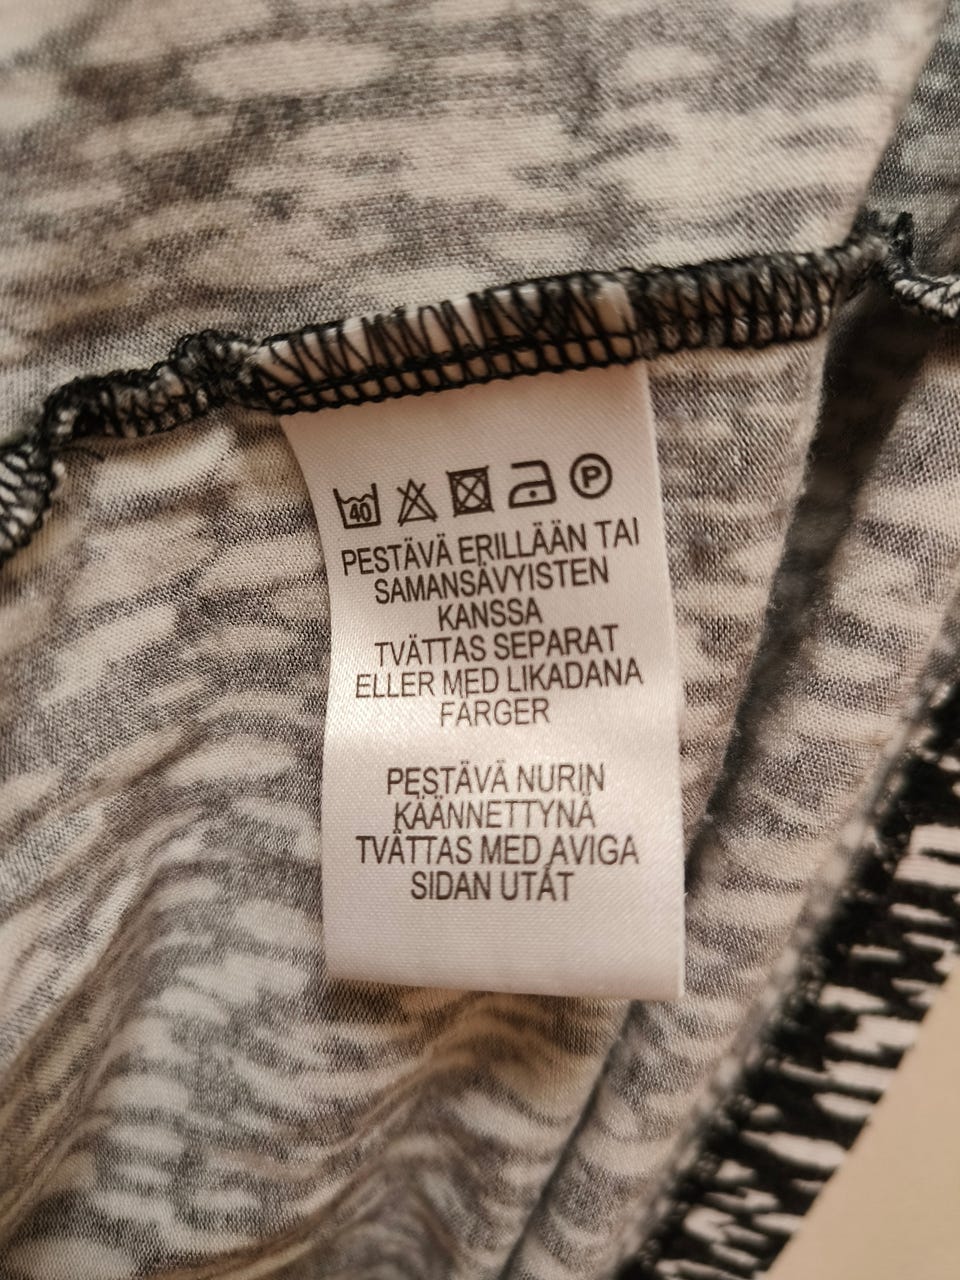 40 P
PESTÄVÄ ERILLÄÄN TAI
SAMANSÄVYISTEN
KANSSA
TVÄTTAS SEPARAT
ELLER MED LIKADANA
FÄRGER
PESTÄVÄ NURIN
KÄÄNNETTYNÄ
TVÄTTAS MED AVIGA
SIDAN UTÅT